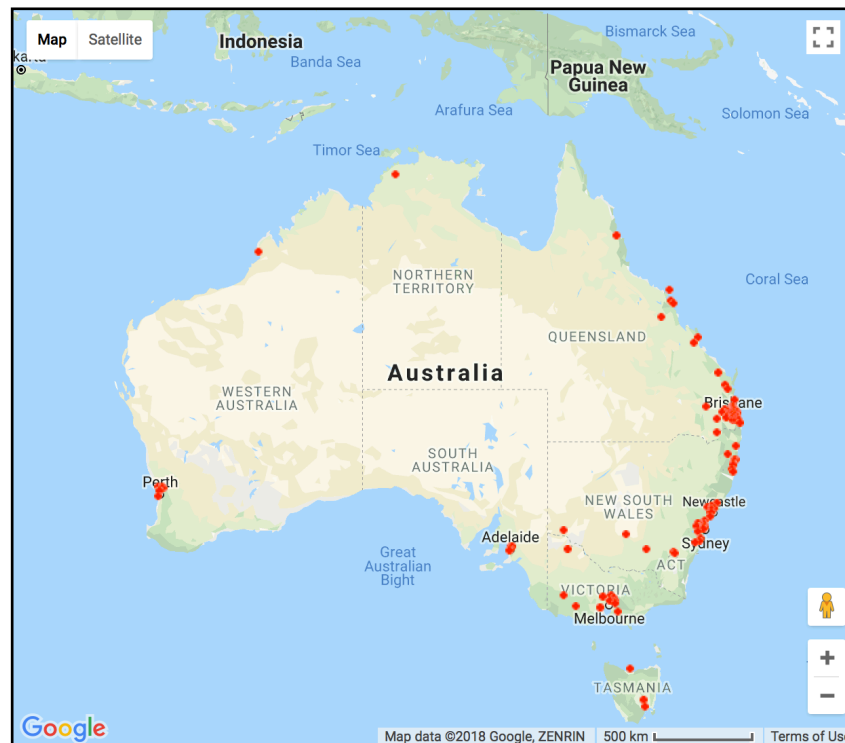 Map Satellite
Indonesia
Bismarck Sea
Banda Sea
Papua New
Guinea
Arafura Sea
Solomon Sea
Timor Sea
NORTHERN
TERRITORY
Coral Sea
QUEENSLAND
Australia
WESTERN
AUSTRALIA
Brisbane
SOUTH
AUSTRALIA
Perth
NEW SOUTH
WALES
Newcastle
Adelaide
Sydney
Great
Australian
Bight
ACT
VICTORIA
Melbourne
TASMANIA
Google
Map data ©2018 Google, ZENRIN 500 km Terms of Use